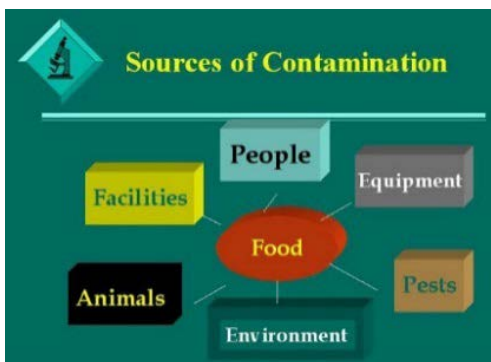 Sources of Contamination
People
Facilities
Equipment
Food
Animals
Pests
Environment